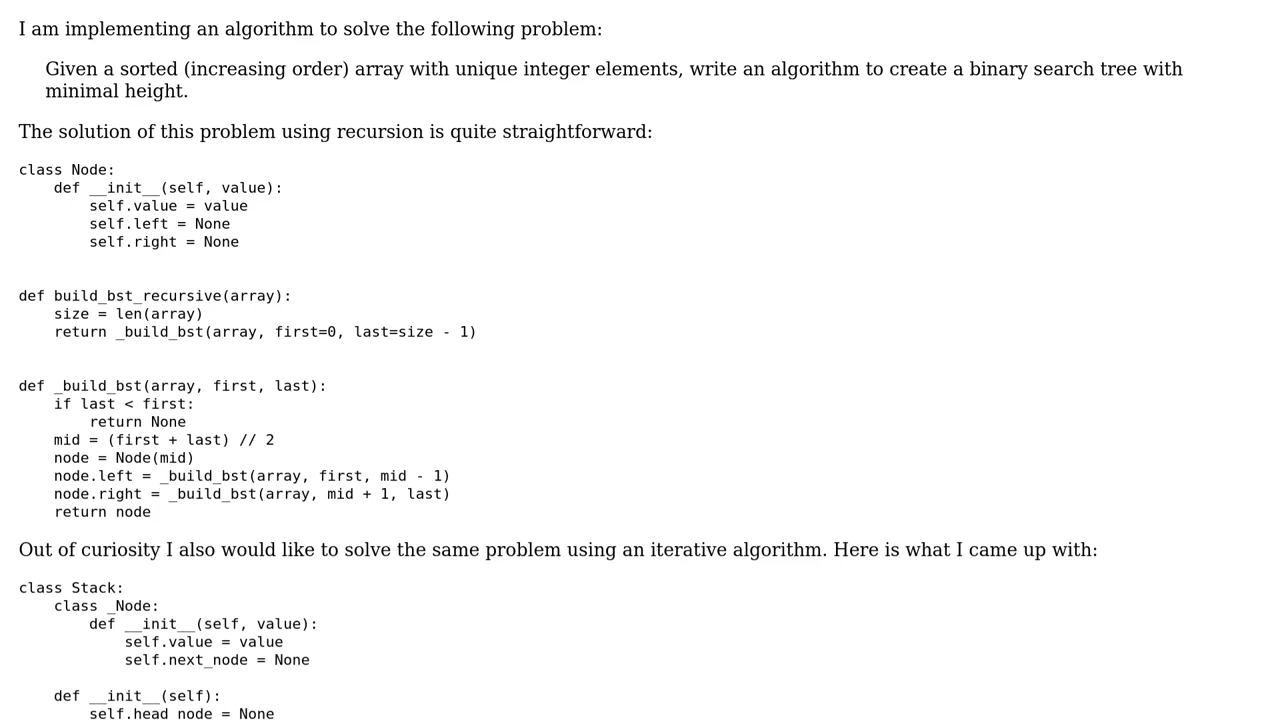 I am implementing an algorithm to solve the following problem:
Given a sorted (increasing order) array with unique integer elements, write an algorithm to create a binary search tree with
minimal height.
The solution of this problem using recursion is quite straightforward:
class Node:
    def __init__(self, value):
        self.value = value
        self.left = None
        self.right = None
def build_bst_recursive(array):
    size = len(array)
    return _build_bst(array, first=0, last=size - 1)
def _build_bst(array, first, last):
    if last < first:
        return None
    mid = (first + last) // 2
    node = Node(mid)
    node.left = _build_bst(array, first, mid - 1)
    node.right = _build_bst(array, mid + 1, last)
    return node
Out of curiosity I also would like to solve the same problem using an iterative algorithm. Here is what I came up with:
class Stack:
    class _Node:
        def __init__(self, value):
            self.value = value
            self.next_node = None
    def __init__(self):
        self.head_node = None